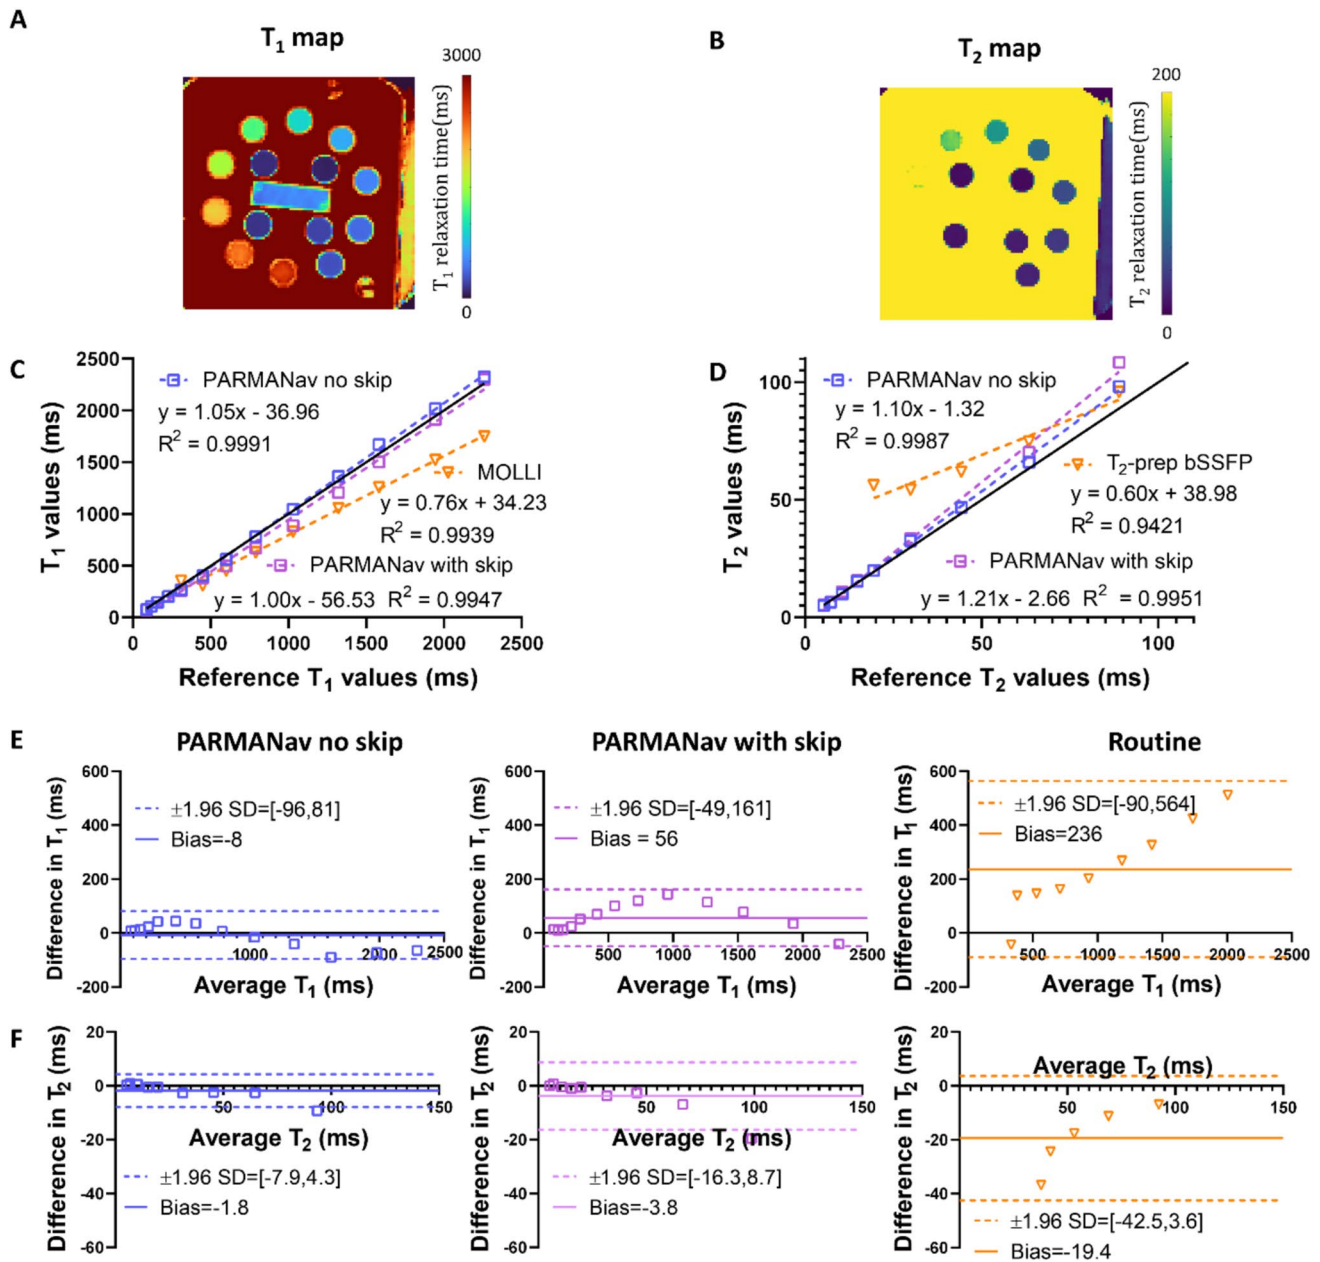 A
T1 map
3000
T1 relaxation time(ms)
0
B
T2 map
200
T2 relaxation time(ms)
0
C
2500
2000
1500
1000
500
0
T1 values (ms)
PARMANav no skip
y = 1.05x - 36.96
R2 = 0.9991
MOLLI
y = 0.76x + 34.23
R2 = 0.9939
PARMANav with skip
y = 1.00x - 56.53 R2 = 0.9947
0 500 1000 1500 2000 2500
Reference T1 values (ms)
D
100
50
0
T2 values (ms)
PARMANav no skip
y = 1.10x - 1.32
R2 = 0.9987
T2-prep bSSFP
y = 0.60x + 38.98
R2 = 0.9421
PARMANav with skip
y = 1.21x - 2.66 R2 = 0.9951
0 50 100
Reference T2 values (ms)
E
PARMANav no skip
600
400
200
0
-200
Difference in T1 (ms)
±1.96 SD=[-96,81]
Bias=-8
1000 2000 2500
Average T1 (ms)
PARMANav with skip
600
400
200
0
-200
Difference in T1 (ms)
±1.96 SD=[-49,161]
Bias = 56
500 1000 1500 2000 2500
Average T1 (ms)
Routine
600
400
200
0
-200
Difference in T1 (ms)
±1.96 SD=[-90,564]
Bias=236
500 1000 1500 2000 2500
Average T1 (ms)
F
20
0
-20
-40
-60
Difference in T2 (ms)
50 100 150
Average T2 (ms)
±1.96 SD=[-7.9,4.3]
Bias=-1.8
20
0
-20
-40
-60
Difference in T2 (ms)
50 100 150
Average T2 (ms)
±1.96 SD=[-16.3,8.7]
Bias=-3.8
20
0
-20
-40
-60
Difference in T2 (ms)
Average T2 (ms)
50 100 150
±1.96 SD=[-42.5,3.6]
Bias=-19.4